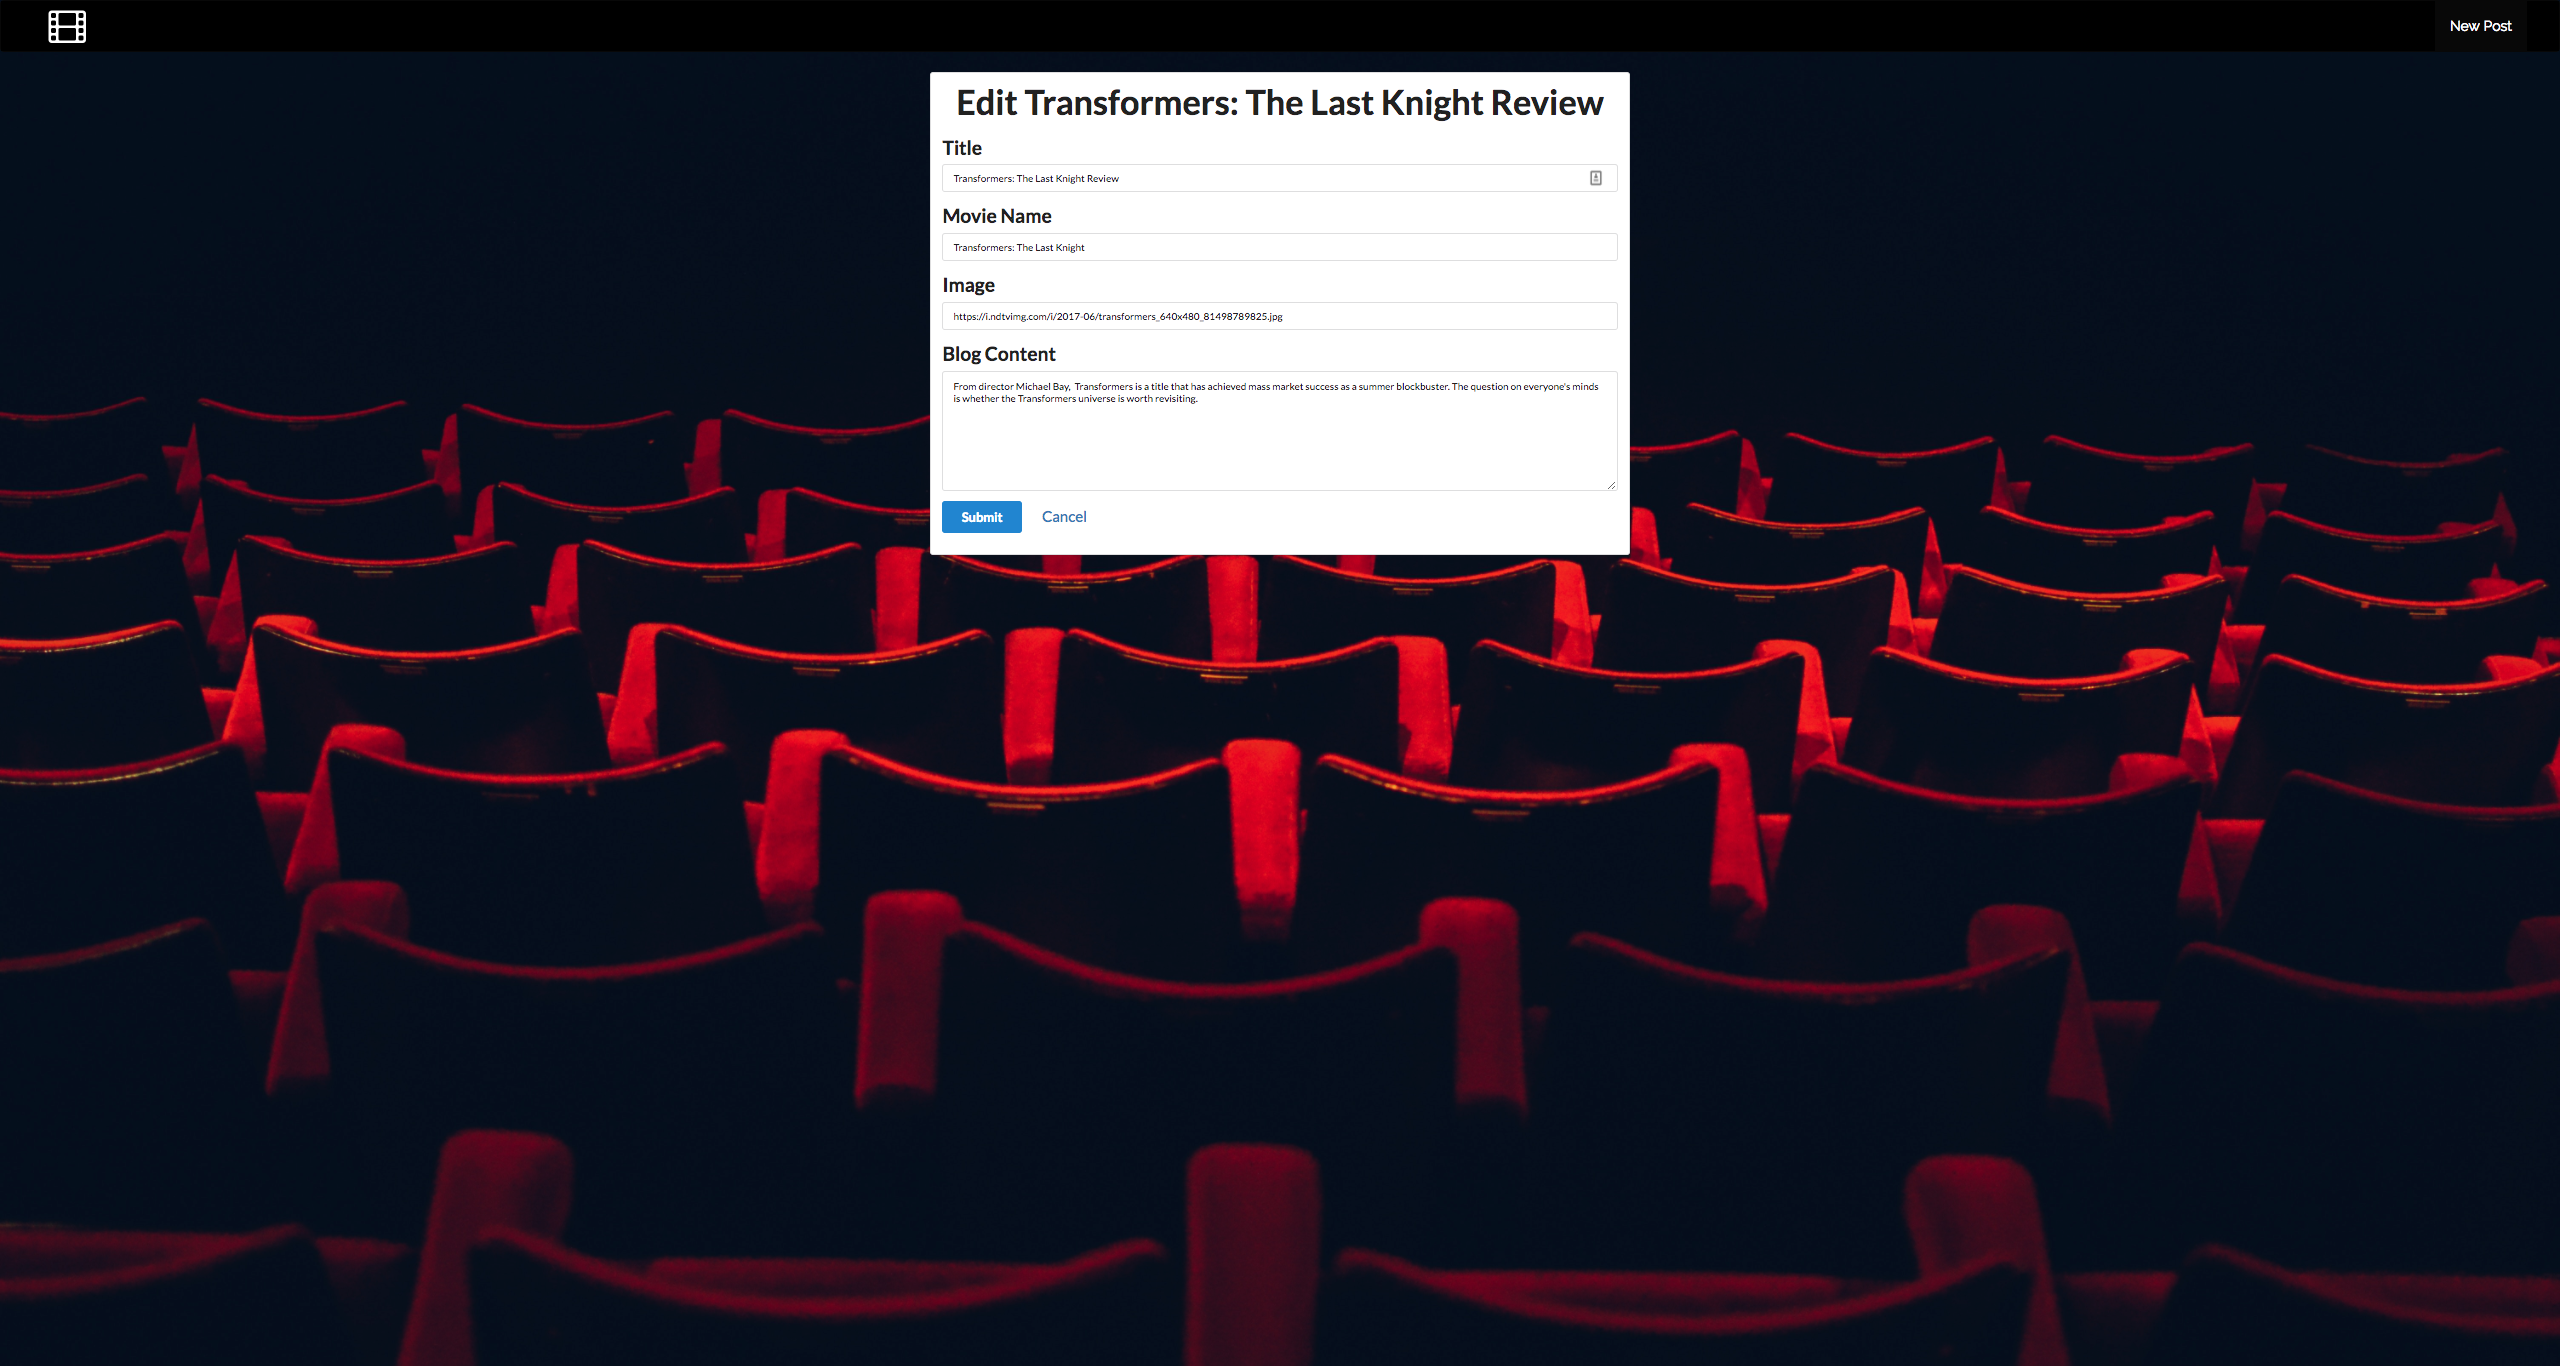 New Post
Edit Transformers: The Last Knight Review
Title
Transformers: The Last Knight Review
Movie Name
Transformers: The Last Knight
Image
https://i.ndtvimg.com/i/2017-06/transformers_640x480_81498789825.jpg
Blog Content
From director Michael Bay,  Transformers is a title that has achieved mass market success as a summer blockbuster. The question on everyone's minds
is whether the Transformers universe is worth revisiting.
Submit
Cancel